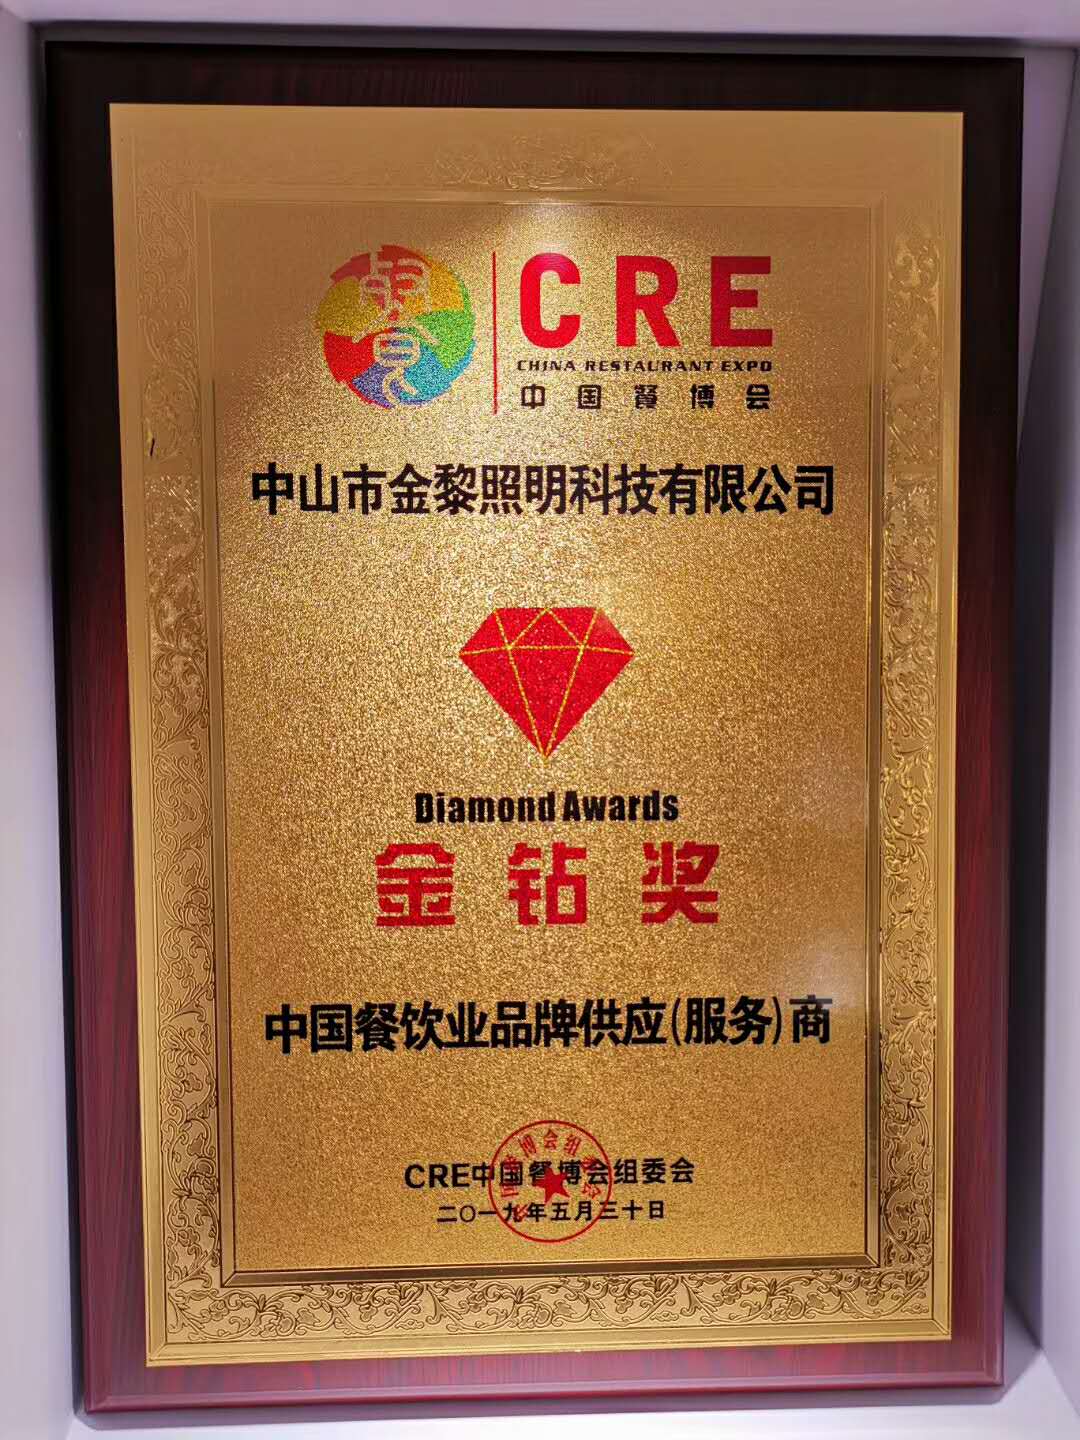 CRE
CHINA RESTAURANT EXPO
中国餐博会
中山市金黎照明科技有限公司
Diamond Awards
金钻奖
中国餐饮业品牌供应(服务)商
CRE中国餐博会组委会
二〇一九年五月三十日